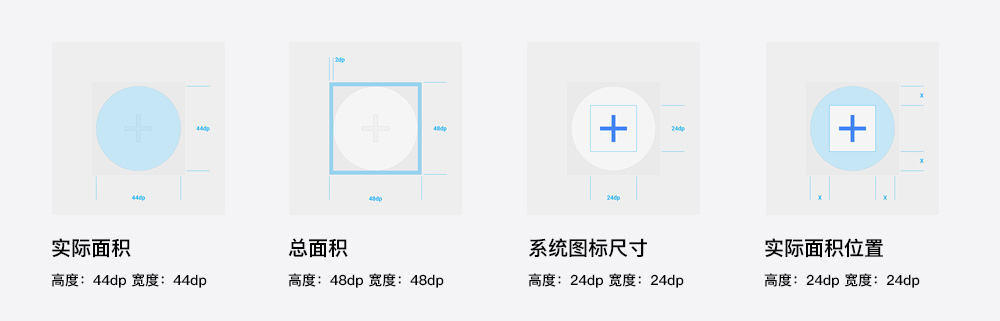 44dp
44dp
实际面积
高度：44dp 宽度：44dp
2dp
48dp
48dp
总面积
高度：48dp 宽度：48dp
24dp
24dp
系统图标尺寸
高度：24dp 宽度：24dp
X
X
X
X
实际面积位置
高度：24dp 宽度：24dp